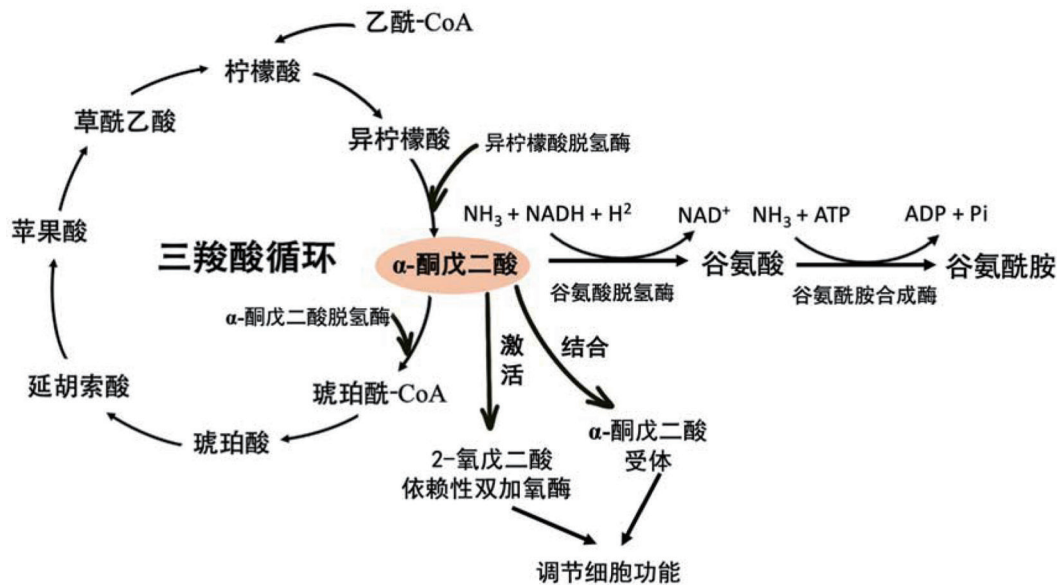 乙酰-CoA
柠檬酸
草酰乙酸
异柠檬酸
异柠檬酸脱氢酶
苹果酸
三羧酸循环
α-酮戊二酸
NH₃ + NADH + H²
NAD⁺
NH₃ + ATP
ADP + Pi
谷氨酸
谷氨酰胺
谷氨酸脱氢酶
谷氨酰胺合成酶
α-酮戊二酸脱氢酶
激
活
结合
延胡索酸
琥珀酰-CoA
琥珀酸
2-氧戊二酸
依赖性双加氧酶
α-酮戊二酸
受体
调节细胞功能